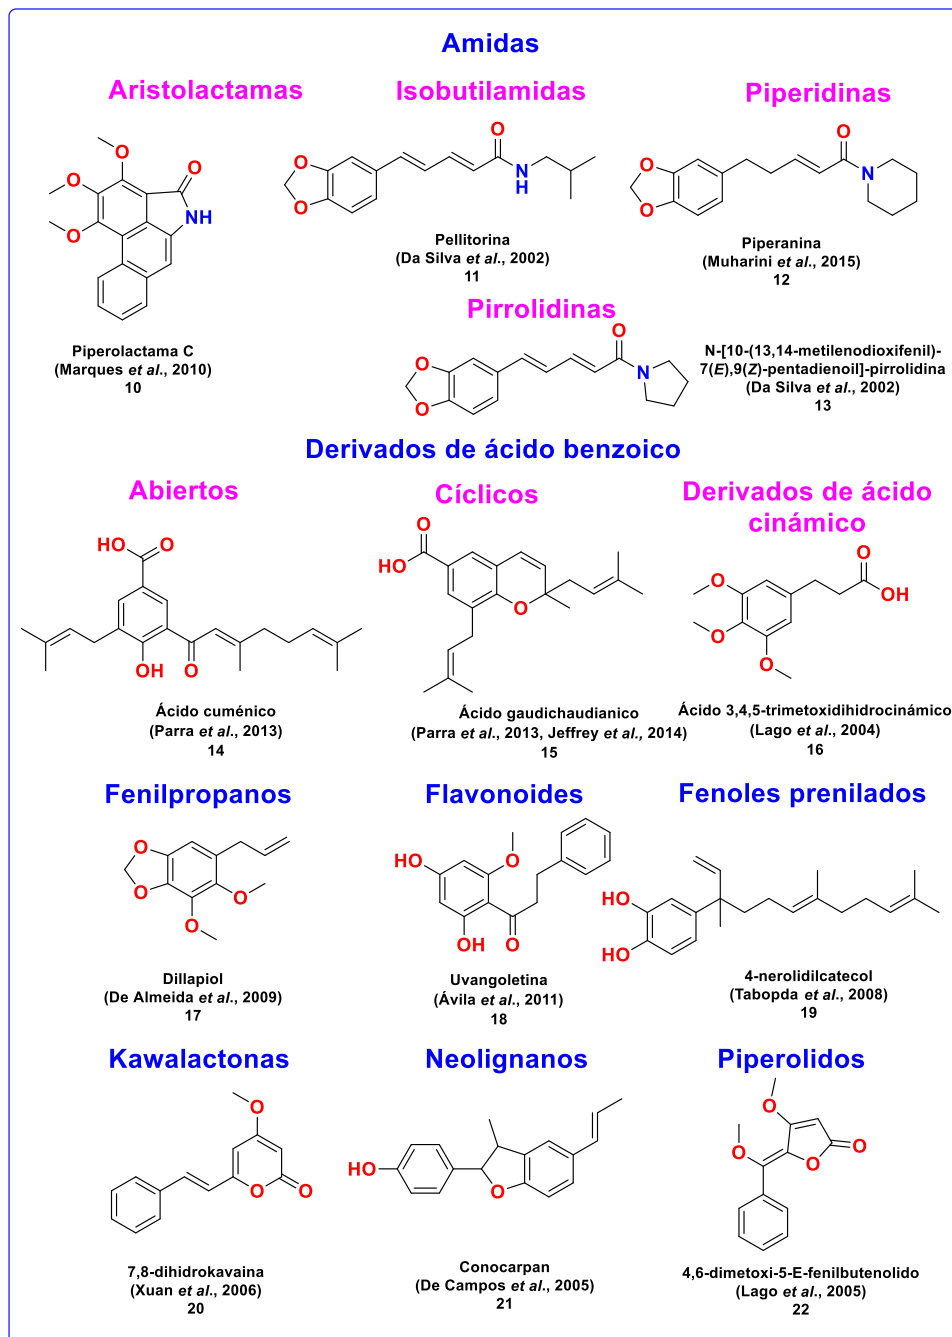 Amidas
Aristolactamas
Isobutilamidas
Piperidinas
O
O
O
O
NH
Piperolactama C
(Marques et al., 2010)
10
O
O
O
N
H
Pellitorina
(Da Silva et al., 2002)
11
O
O
O
N
Piperanina
(Muharini et al., 2015)
12
Pirrolidinas
O
O
O
N
N-[10-(13,14-metilenodioxifenil)-
7(E),9(Z)-pentadienoil]-pirrolidina
(Da Silva et al., 2002)
13
Derivados de ácido benzoico
Abiertos
Cíclicos
Derivados de ácido
cinámico
HO
O
OH
O
Ácido cuménico
(Parra et al., 2013)
14
O
HO
O
Ácido gaudichaudianico
(Parra et al., 2013, Jeffrey et al., 2014)
15
O
O
O
O
OH
Ácido 3,4,5-trimetoxidihidrocinámico
(Lago et al., 2004)
16
Fenilpropanos
Flavonoides
Fenoles prenilados
O
O
O
O
Dillapiol
(De Almeida et al., 2009)
17
HO
O
OH
O
Uvangoletina
(Ávila et al., 2011)
18
HO
HO
4-nerolidilcatecol
(Tabopda et al., 2008)
19
Kawalactonas
Neolignanos
Piperolidos
O
O
O
7,8-dihidrokavaina
(Xuan et al., 2006)
20
HO
O
Conocarpan
(De Campos et al., 2005)
21
O
O
O
O
4,6-dimetoxi-5-E-fenilbutenolido
(Lago et al., 2005)
22